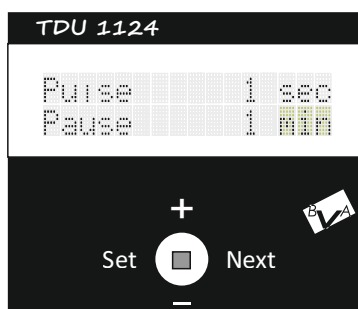 TDU 1124
Pulse 1 sec
Pause 1 min
+
B A
Set Next
−